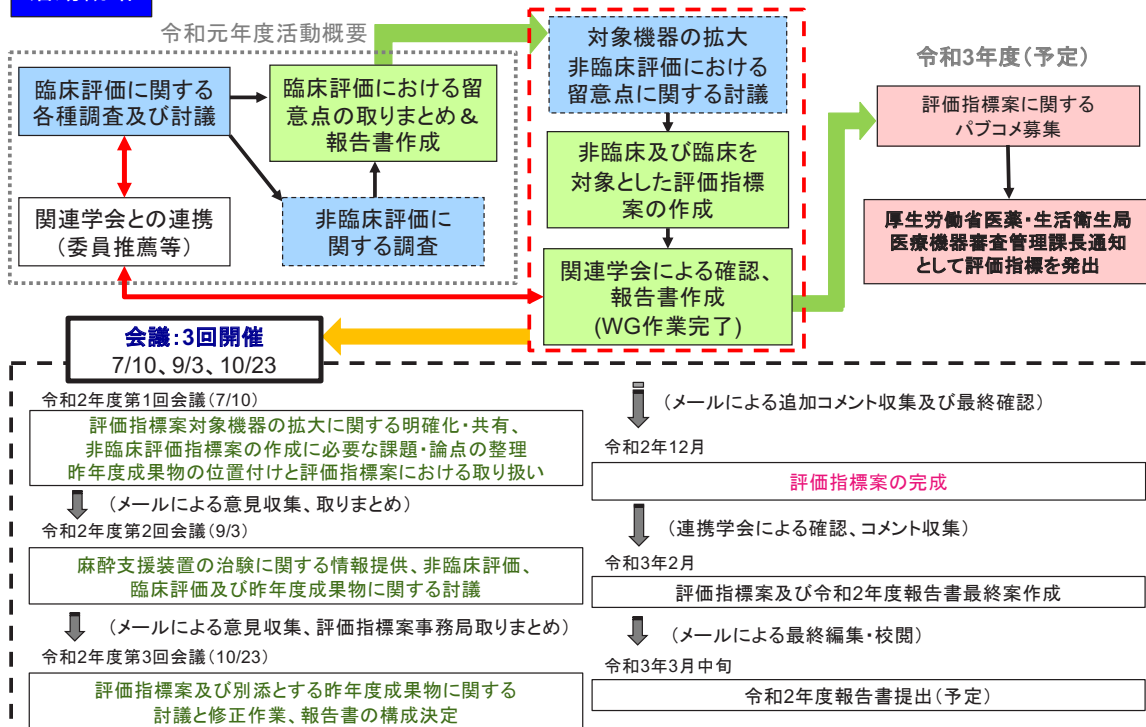 令和元年度活動概要
臨床評価に関する
各種調査及び討議
臨床評価における留
意点の取りまとめ＆
報告書作成
関連学会との連携
（委員推薦等）
非臨床評価に
関する調査
対象機器の拡大
非臨床評価における
留意点に関する討議
非臨床及び臨床を
対象とした評価指標
案の作成
関連学会による確認、
報告書作成
(WG作業完了)
令和3年度（予定）
評価指標案に関する
パブコメ募集
厚生労働省医薬・生活衛生局
医療機器審査管理課長通知
として評価指標を発出
会議：3回開催
7/10、9/3、10/23
令和2年度第1回会議（7/10）
評価指標案対象機器の拡大に関する明確化・共有、
非臨床評価指標案の作成に必要な課題・論点の整理
昨年度成果物の位置付けと評価指標案における取り扱い
（メールによる意見収集、取りまとめ）
令和2年度第2回会議（9/3）
麻酔支援装置の治験に関する情報提供、非臨床評価、
臨床評価及び昨年度成果物に関する討議
（メールによる意見収集、評価指標案事務局取りまとめ）
令和2年度第3回会議（10/23）
評価指標案及び別添とする昨年度成果物に関する
討議と修正作業、報告書の構成決定
（メールによる追加コメント収集及び最終確認）
令和2年12月
評価指標案の完成
（連携学会による確認、コメント収集）
令和3年2月
評価指標案及び令和2年度報告書最終案作成
（メールによる最終編集・校閲）
令和3年3月中旬
令和2年度報告書提出（予定）